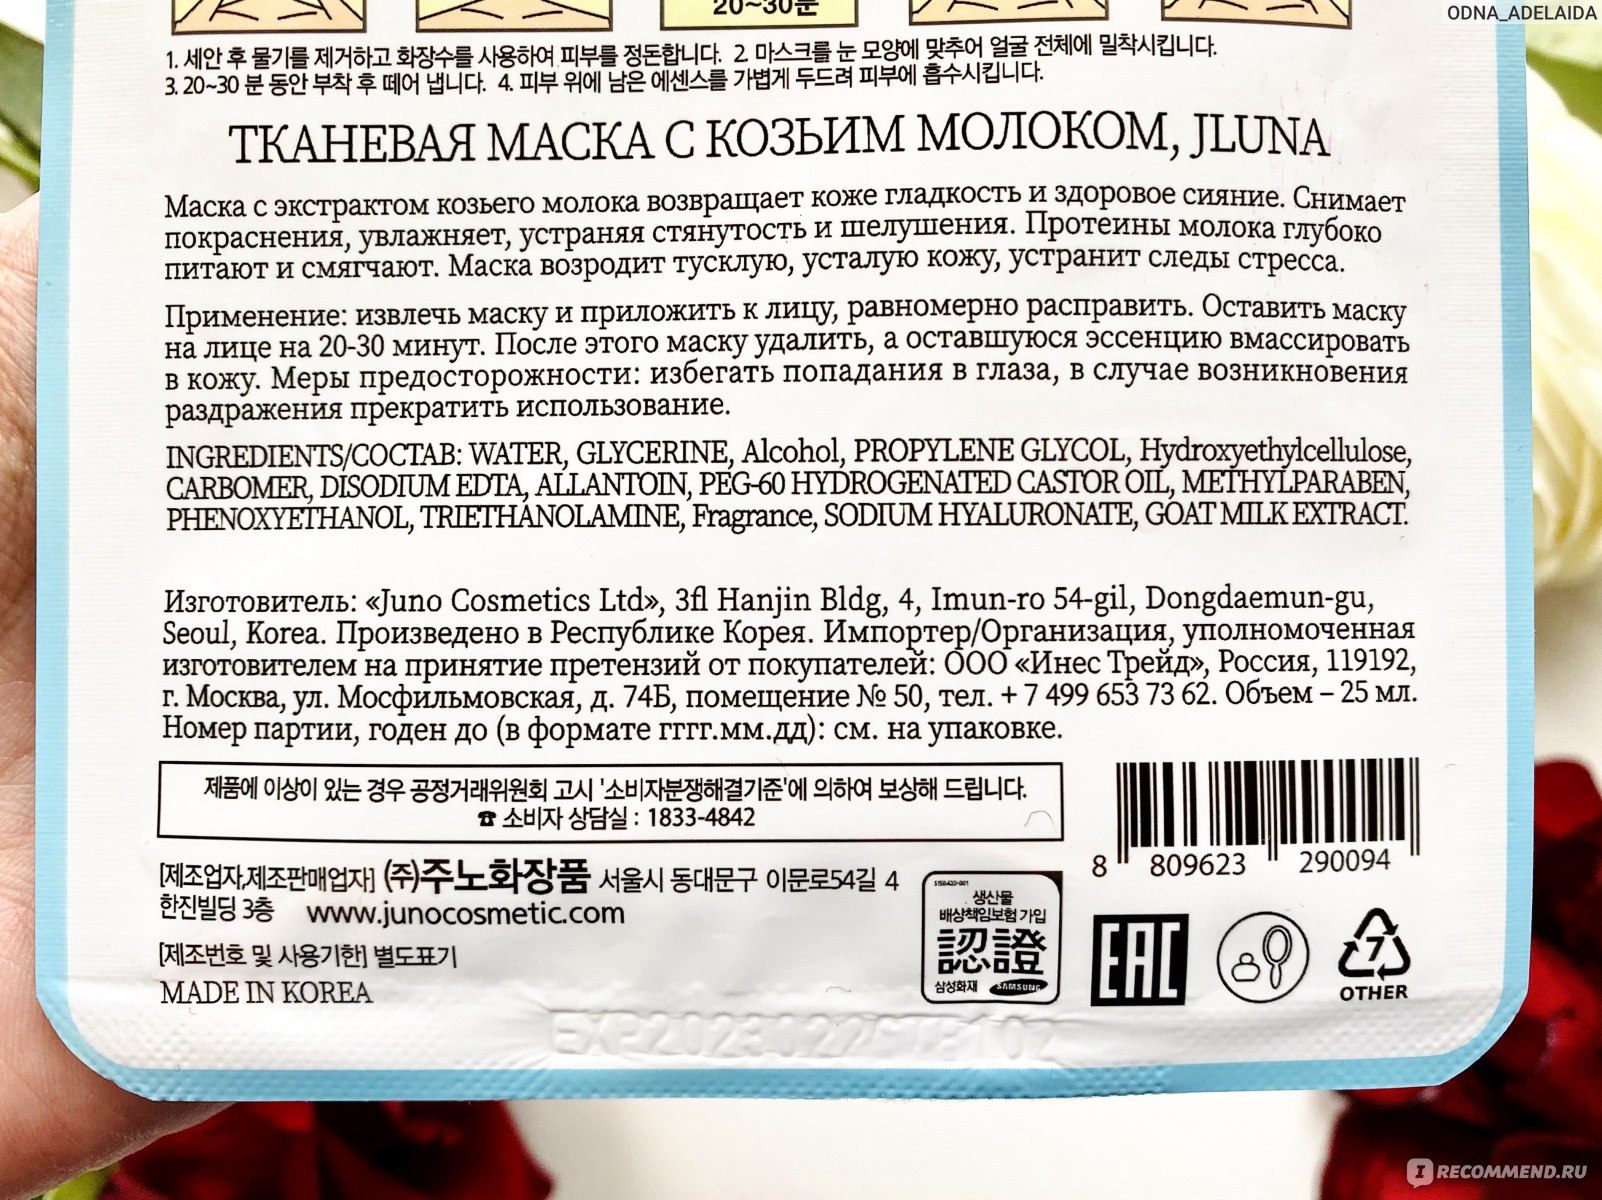 ODNA_ADELAIDA
20~30분
1. 세안 후 물기를 제거하고 화장수를 사용하여 피부를 정돈합니다. 2. 마스크를 눈 모양에 맞추어 얼굴 전체에 밀착시킵니다.
3. 20~30 분 동안 부착 후 떼어 냅니다. 4. 피부 위에 남은 에센스를 가볍게 두드려 피부에 흡수시킵니다.
ТКАНЕВАЯ МАСКА С КОЗЬИМ МОЛОКОМ, JLUNA
Маска с экстрактом козьего молока возвращает коже гладкость и здоровое сияние. Снимает
покраснения, увлажняет, устраняя стянутость и шелушения. Протеины молока глубоко
питают и смягчают. Маска возродит тусклую, усталую кожу, устранит следы стресса.
Применение: извлечь маску и приложить к лицу, равномерно расправить. Оставить маску
на лице на 20-30 минут. После этого маску удалить, а оставшуюся эссенцию вмассировать
в кожу. Меры предосторожности: избегать попадания в глаза, в случае возникновения
раздражения прекратить использование.
INGREDIENTS/СОСТАВ: WATER, GLYCERINE, Alcohol, PROPYLENE GLYCOL, Hydroxyethylcellulose,
CARBOMER, DISODIUM EDTA, ALLANTOIN, PEG-60 HYDROGENATED CASTOR OIL, METHYLPARABEN,
PHENOXYETHANOL, TRIETHANOLAMINE, Fragrance, SODIUM HYALURONATE, GOAT MILK EXTRACT.
Изготовитель: «Juno Cosmetics Ltd», 3fl Hanjin Bldg, 4, Imun-ro 54-gil, Dongdaemun-gu,
Seoul, Korea. Произведено в Республике Корея. Импортер/Организация, уполномоченная
изготовителем на принятие претензий от покупателей: ООО «Инес Трейд», Россия, 119192,
г. Москва, ул. Мосфильмовская, д. 74Б, помещение № 50, тел. + 7 499 653 73 62. Объем – 25 мл.
Номер партии, годен до (в формате гггг.мм.дд): см. на упаковке.
제품에 이상이 있는 경우 공정거래위원회 고시 '소비자분쟁해결기준'에 의하여 보상해 드립니다.
☎ 소비자 상담실 : 1833-4842
8 809623 290094
[제조업자,제조판매업자] (주)주노화장품 서울시 동대문구 이문로54길 4
한진빌딩 3층 www.junocosmetic.com
[제조번호 및 사용기한] 별도표기
MADE IN KOREA
생산물
배상책임보험 가입
認證
삼성화재 SAMSUNG
EAC
7
OTHER
EXP20230222
RECOMMEND.RU